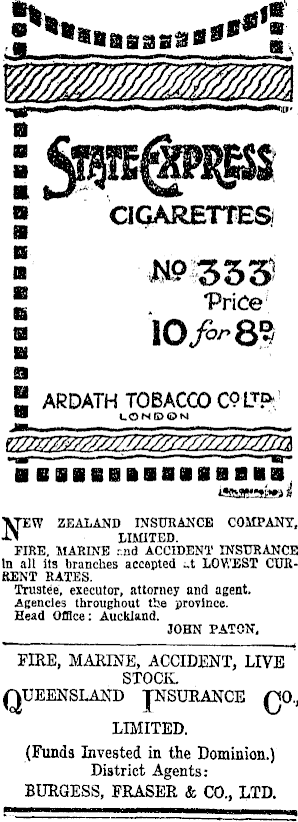 STATE EXPRESS
CIGARETTES
No 333
Price
10 for 8D
ARDATH TOBACCO CO LTD
LONDON
NEW ZEALAND INSURANCE COMPANY,
LIMITED.
FIRE, MARINE and ACCIDENT INSURANCE
in all its branches accepted at LOWEST CUR-
RENT RATES.
Trustee, executor, attorney and agent.
Agencies throughout the province.
Head Office: Auckland.
JOHN PATON,
FIRE, MARINE, ACCIDENT, LIVE
STOCK.
QUEENSLAND INSURANCE CO.,
LIMITED.
(Funds Invested in the Dominion.)
District Agents:
BURGESS, FRASER & CO., LTD.